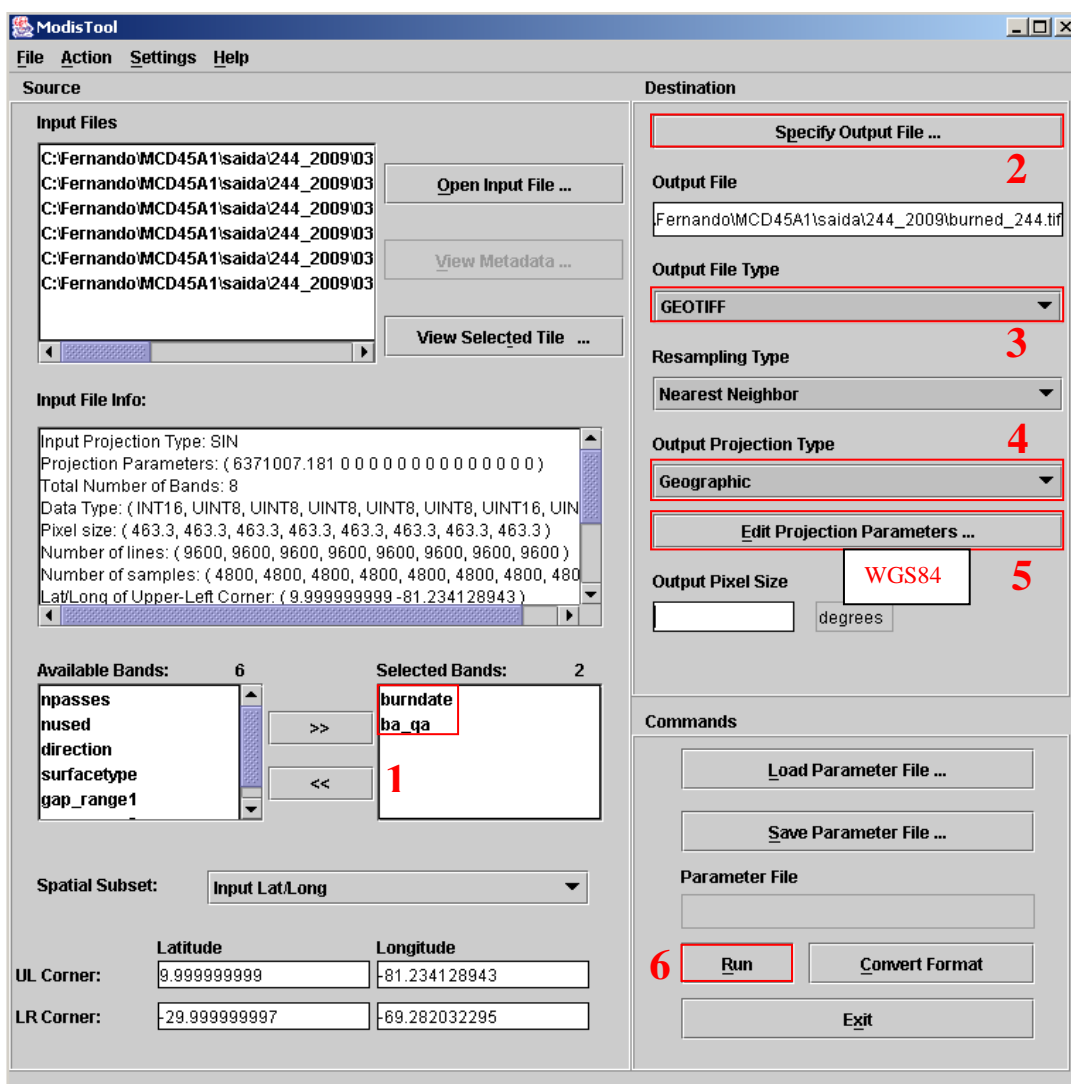 ModisTool
File Action Settings Help
Source
Input Files
C:\Fernando\MCD45A1\saida\244_2009\03
C:\Fernando\MCD45A1\saida\244_2009\03
C:\Fernando\MCD45A1\saida\244_2009\03
C:\Fernando\MCD45A1\saida\244_2009\03
C:\Fernando\MCD45A1\saida\244_2009\03
C:\Fernando\MCD45A1\saida\244_2009\03
Open Input File ...
View Metadata ...
View Selected Tile ...
Input File Info:
Input Projection Type: SIN
Projection Parameters: ( 6371007.181 0 0 0 0 0 0 0 0 0 0 0 0 0 0 )
Total Number of Bands: 8
Data Type: ( INT16, UINT8, UINT8, UINT8, UINT8, UINT8, UINT16, UIN
Pixel size: ( 463.3, 463.3, 463.3, 463.3, 463.3, 463.3, 463.3, 463.3 )
Number of lines: ( 9600, 9600, 9600, 9600, 9600, 9600, 9600, 9600 )
Number of samples: ( 4800, 4800, 4800, 4800, 4800, 4800, 4800, 480
Lat/Long of Upper-Left Corner: ( 9.999999999 -81.234128943 )
Available Bands: 6
npasses
nused
direction
surfacetype
gap_range1
>>
<<
1
Selected Bands: 2
burndate
ba_qa
Spatial Subset: Input Lat/Long
Latitude Longitude
UL Corner: 9.999999999 -81.234128943
LR Corner: -29.999999997 -69.282032295
Destination
Specify Output File ...
2
Output File
Fernando\MCD45A1\saida\244_2009\burned_244.tif
Output File Type
GEOTIFF
3
Resampling Type
Nearest Neighbor
Output Projection Type
4
Geographic
Edit Projection Parameters ...
WGS84
5
Output Pixel Size
degrees
Commands
Load Parameter File ...
Save Parameter File ...
Parameter File
6
Run
Convert Format
Exit